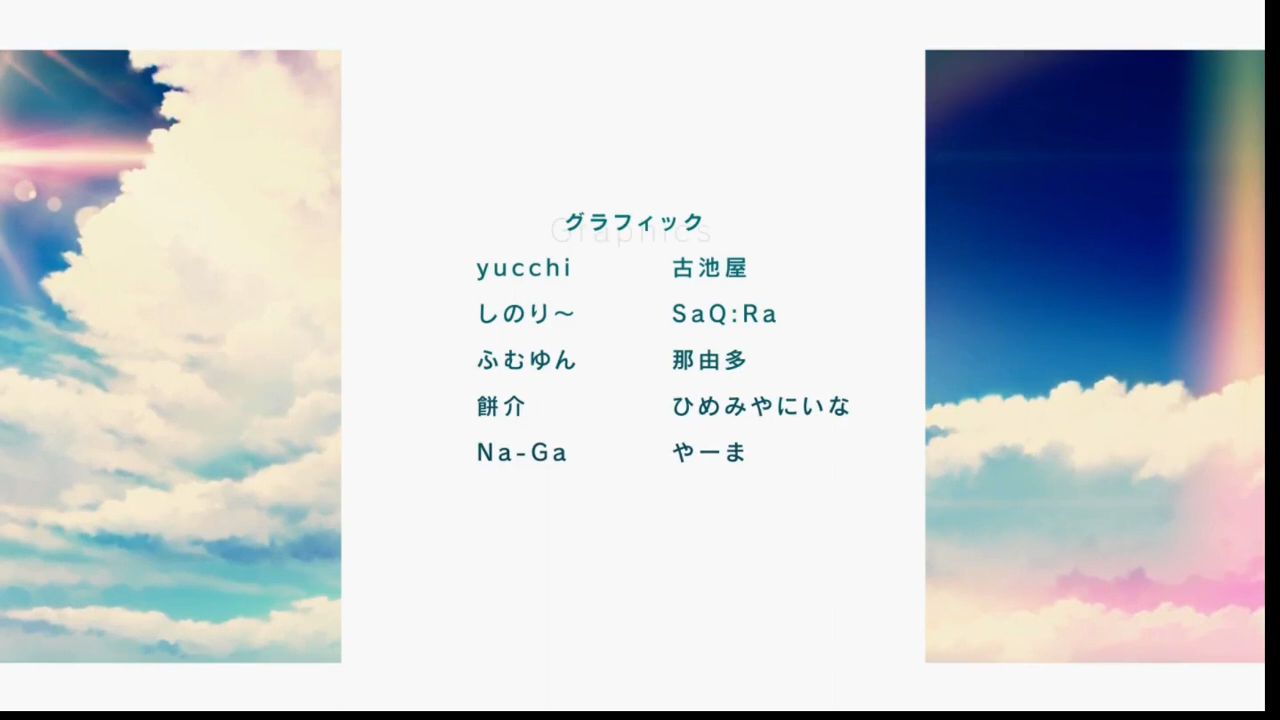 グラフィック
Graphics
yucchi 古池屋
しのり～ SaQ:Ra
ふむゆん 那由多
餅介 ひめみやにいな
Na-Ga やーま